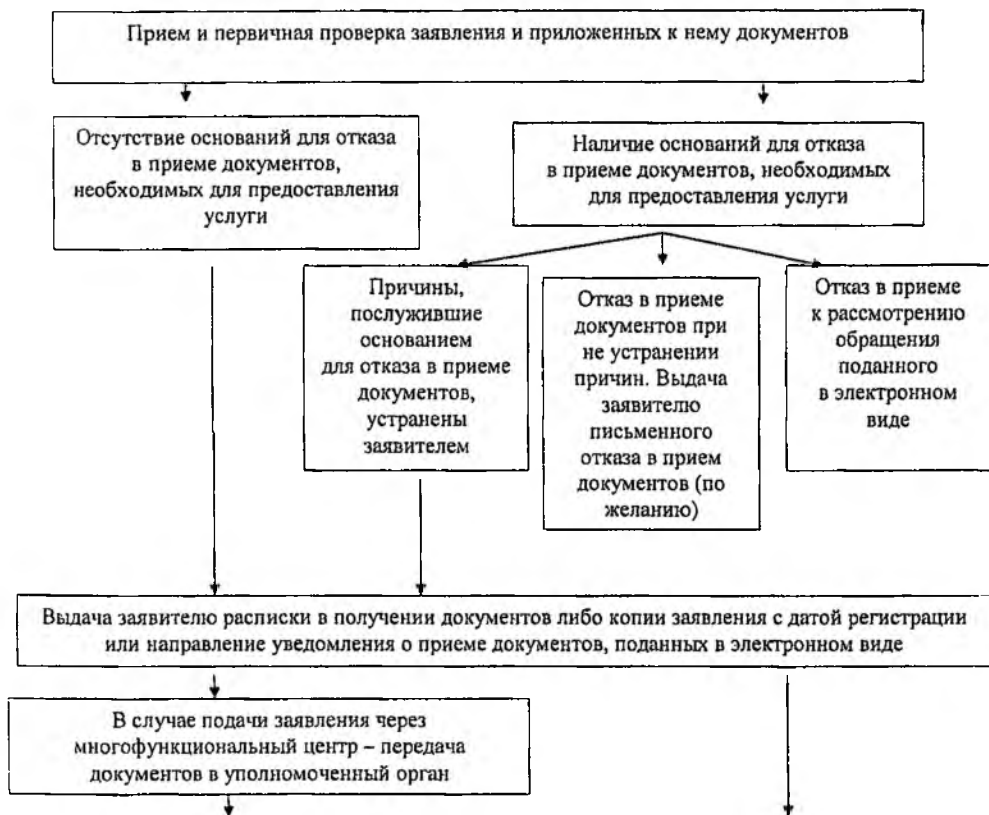 Прием и первичная проверка заявления и приложенных к нему документов
Отсутствие оснований для отказа
в приеме документов,
необходимых для предоставления
услуги
Наличие оснований для отказа
в приеме документов, необходимых
для предоставления услуги
Причины,
послужившие
основанием
для отказа в приеме
документов,
устранены
заявителем
Отказ в приеме
документов при
не устранении
причин. Выдача
заявителю
письменного
отказа в прием
документов (по
желанию)
Отказ в приеме
к рассмотрению
обращения
поданного
в электронном
виде
Выдача заявителю расписки в получении документов либо копии заявления с датой регистрации
или направление уведомления о приеме документов, поданных в электронном виде
В случае подачи заявления через
многофункциональный центр – передача
документов в уполномоченный орган